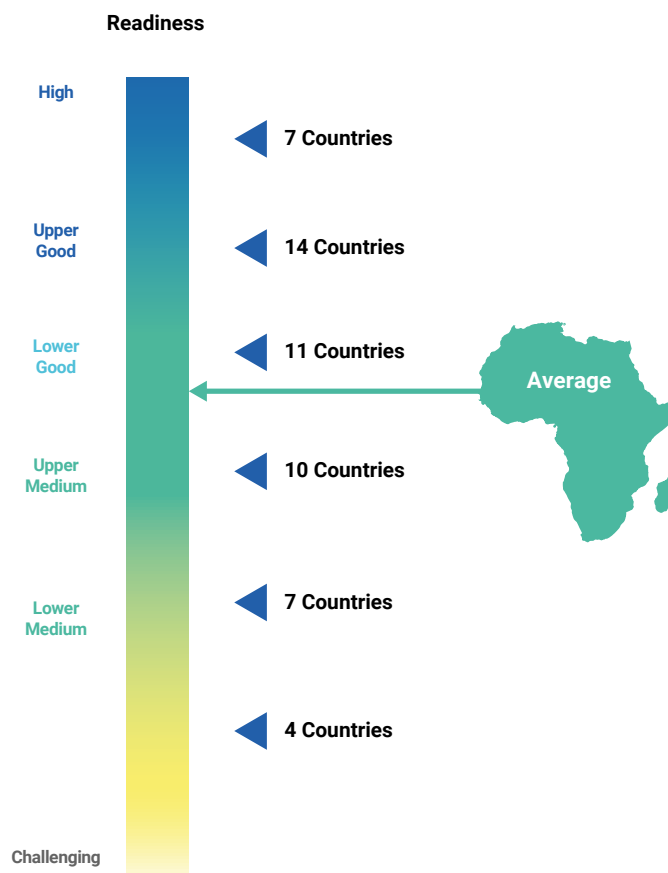 Readiness
High
7 Countries
Upper
Good
14 Countries
Lower
Good
11 Countries
Average
Upper
Medium
10 Countries
Lower
Medium
7 Countries
4 Countries
Challenging